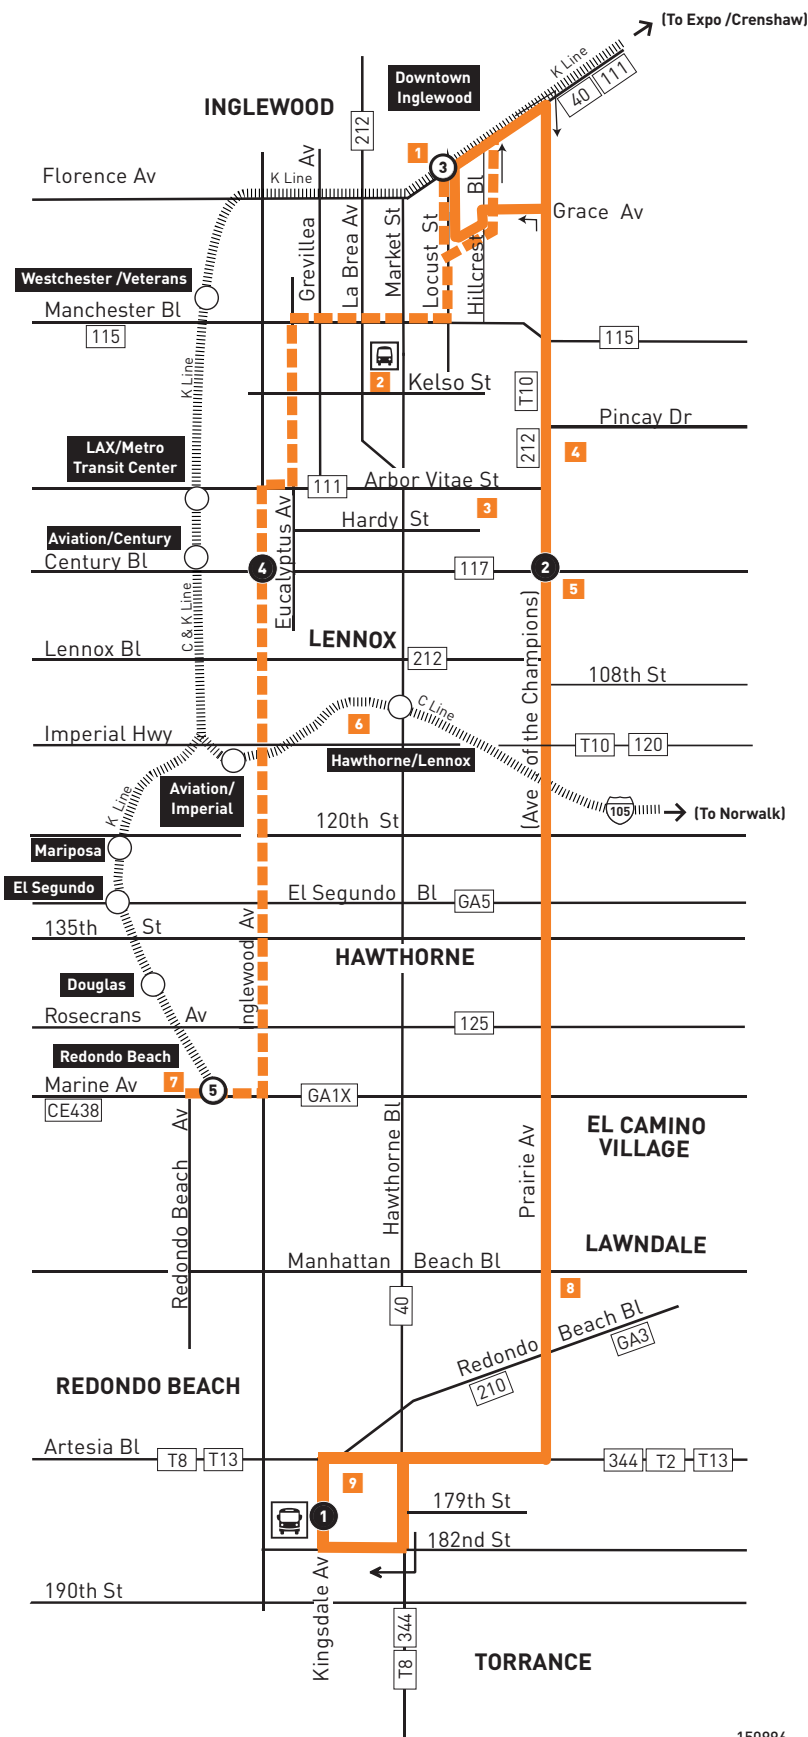 (To Expo /Crenshaw)
K Line
40
111
Downtown
Inglewood
INGLEWOOD
212
1
3
Florence Av
K Line
Grevillea Av
La Brea Av
Market St
Locust St
Hillcrest Bl
Grace Av
Westchester /Veterans
Manchester Bl
115
115
K Line
2
Kelso St
T10
Pincay Dr
212
4
LAX/Metro
Transit Center
111
Arbor Vitae St
3
Hardy St
Eucalyptus Av
Aviation/Century
Century Bl
4
117
2
5
C & K Line
LENNOX
Lennox Bl
212
108th St
(Ave of the Champions)
6
C Line
Imperial Hwy
T10
120
Hawthorne/Lennox
Aviation/
Imperial
K Line
105
(To Norwalk)
120th St
Mariposa
El Segundo
El Segundo Bl
GA5
135th St
Inglewood Av
HAWTHORNE
Douglas
Rosecrans Av
125
Redondo Beach
7
5
Marine Av
CE438
GA1X
Redondo Beach Av
Hawthorne Bl
Prairie Av
EL CAMINO
VILLAGE
LAWNDALE
Manhattan Beach Bl
8
40
Redondo Beach Bl
210
GA3
REDONDO BEACH
Artesia Bl
T8
T13
344
T2
T13
9
1
179th St
182nd St
Kingsdale Av
190th St
344
T8
TORRANCE